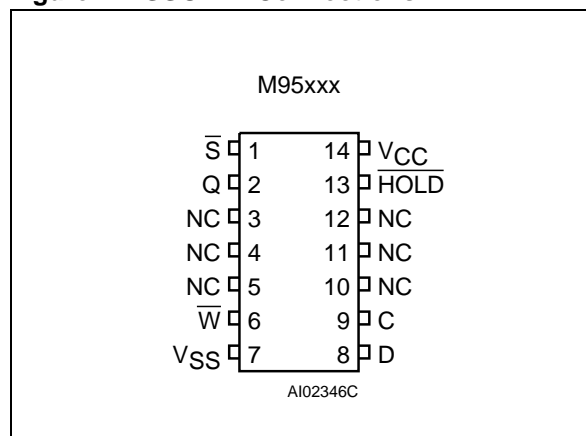 M95xxx
S̅ 1 14 VCC
Q 2 13 H̅O̅L̅D̅
NC 3 12 NC
NC 4 11 NC
NC 5 10 NC
W̅ 6 9 C
VSS 7 8 D
AI02346C